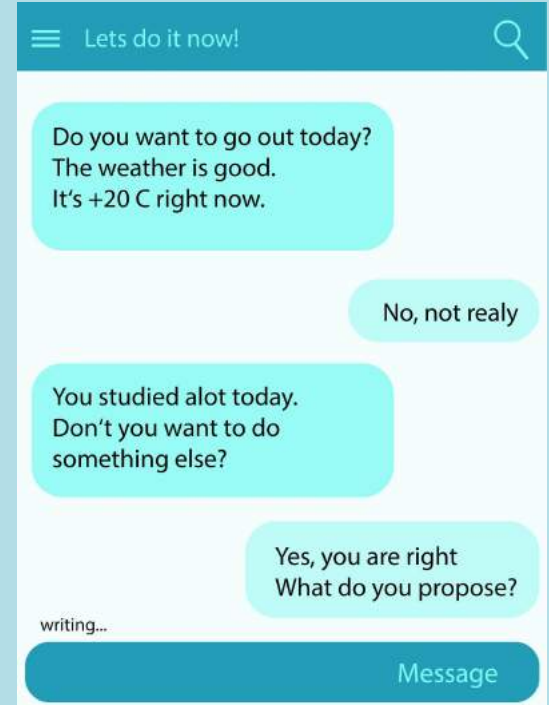 Lets do it now!
Do you want to go out today?
The weather is good.
It's +20 C right now.
No, not realy
You studied alot today.
Don't you want to do
something else?
Yes, you are right
What do you propose?
writing...
Message